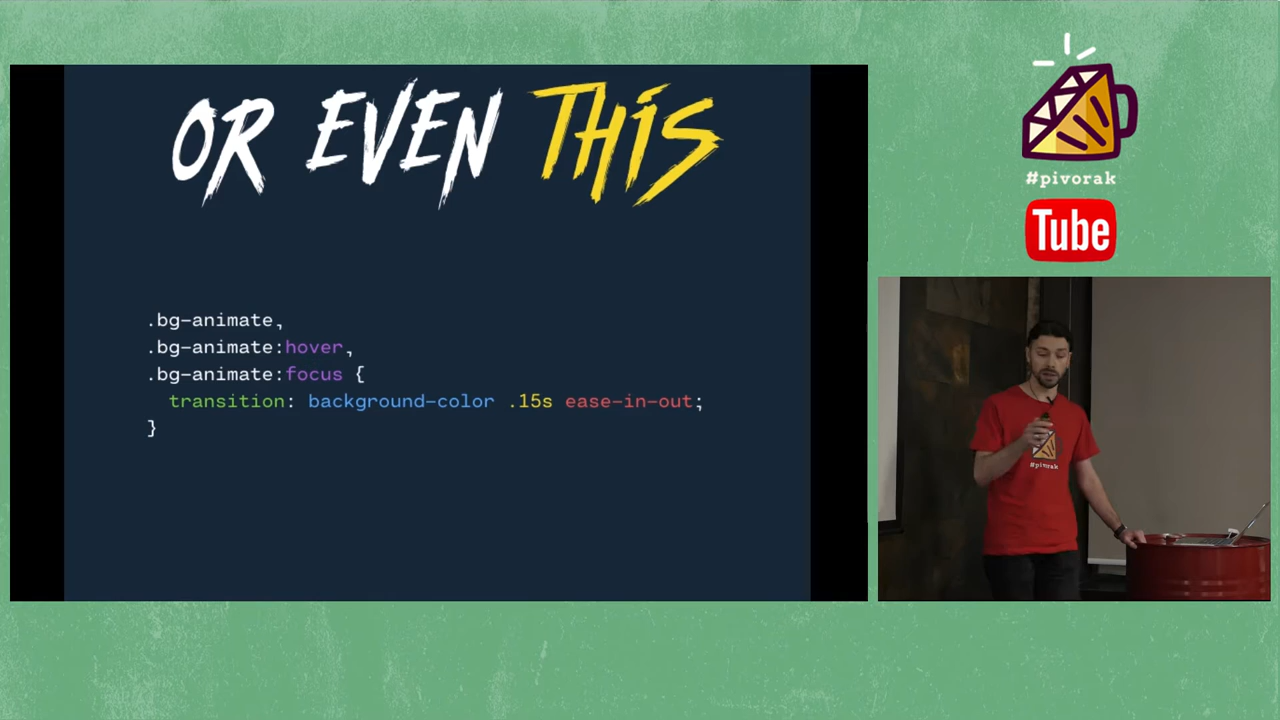 OR EVEN THIS
.bg-animate,
.bg-animate:hover,
.bg-animate:focus {
transition: background-color .15s ease-in-out;
}
#pivorak
Tube
#pivorak